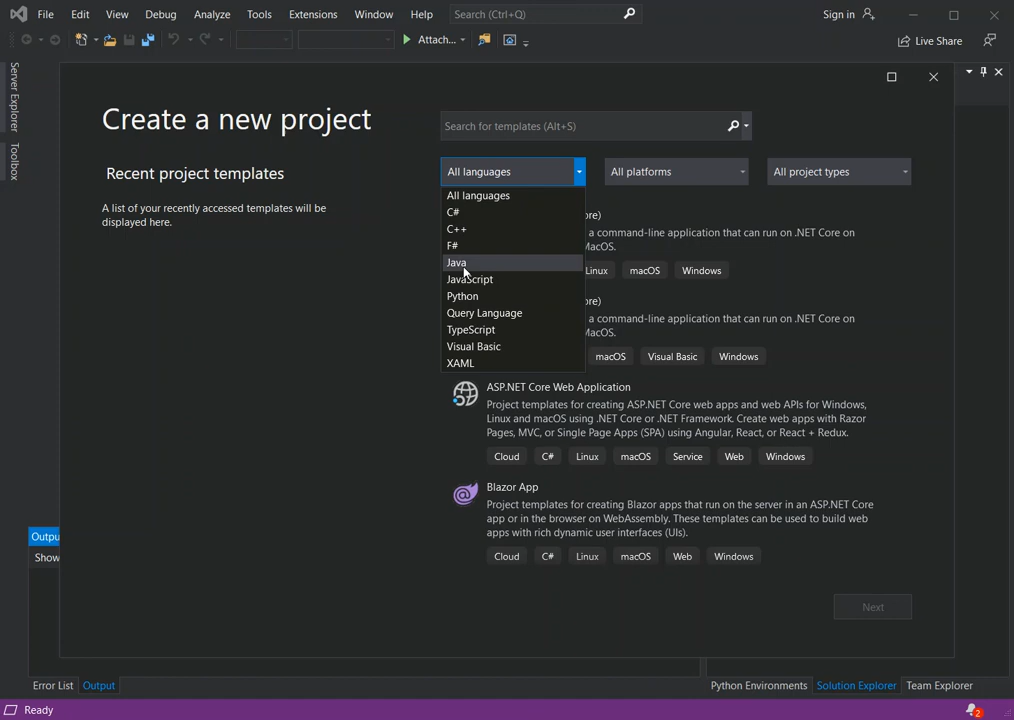 File Edit View Debug Analyze Tools Extensions Window Help Search (Ctrl+Q) Sign in
Attach... Live Share
Server Explorer
Toolbox
Create a new project
Search for templates (Alt+S)
Recent project templates
A list of your recently accessed templates will be
displayed here.
All languages All platforms All project types
All languages
C#
C++
F#
Java
JavaScript
Python
Query Language
TypeScript
Visual Basic
XAML
re)
a command-line application that can run on .NET Core on
MacOS.
Linux macOS Windows
re)
a command-line application that can run on .NET Core on
MacOS.
macOS Visual Basic Windows
ASP.NET Core Web Application
Project templates for creating ASP.NET Core web apps and web APIs for Windows,
Linux and macOS using .NET Core or .NET Framework. Create web apps with Razor
Pages, MVC, or Single Page Apps (SPA) using Angular, React, or React + Redux.
Cloud C# Linux macOS Service Web Windows
Blazor App
Project templates for creating Blazor apps that run on the server in an ASP.NET Core
app or in the browser on WebAssembly. These templates can be used to build web
apps with rich dynamic user interfaces (UIs).
Cloud C# Linux macOS Web Windows
Next
Outpu
Show
Error List Output Python Environments Solution Explorer Team Explorer
Ready 2